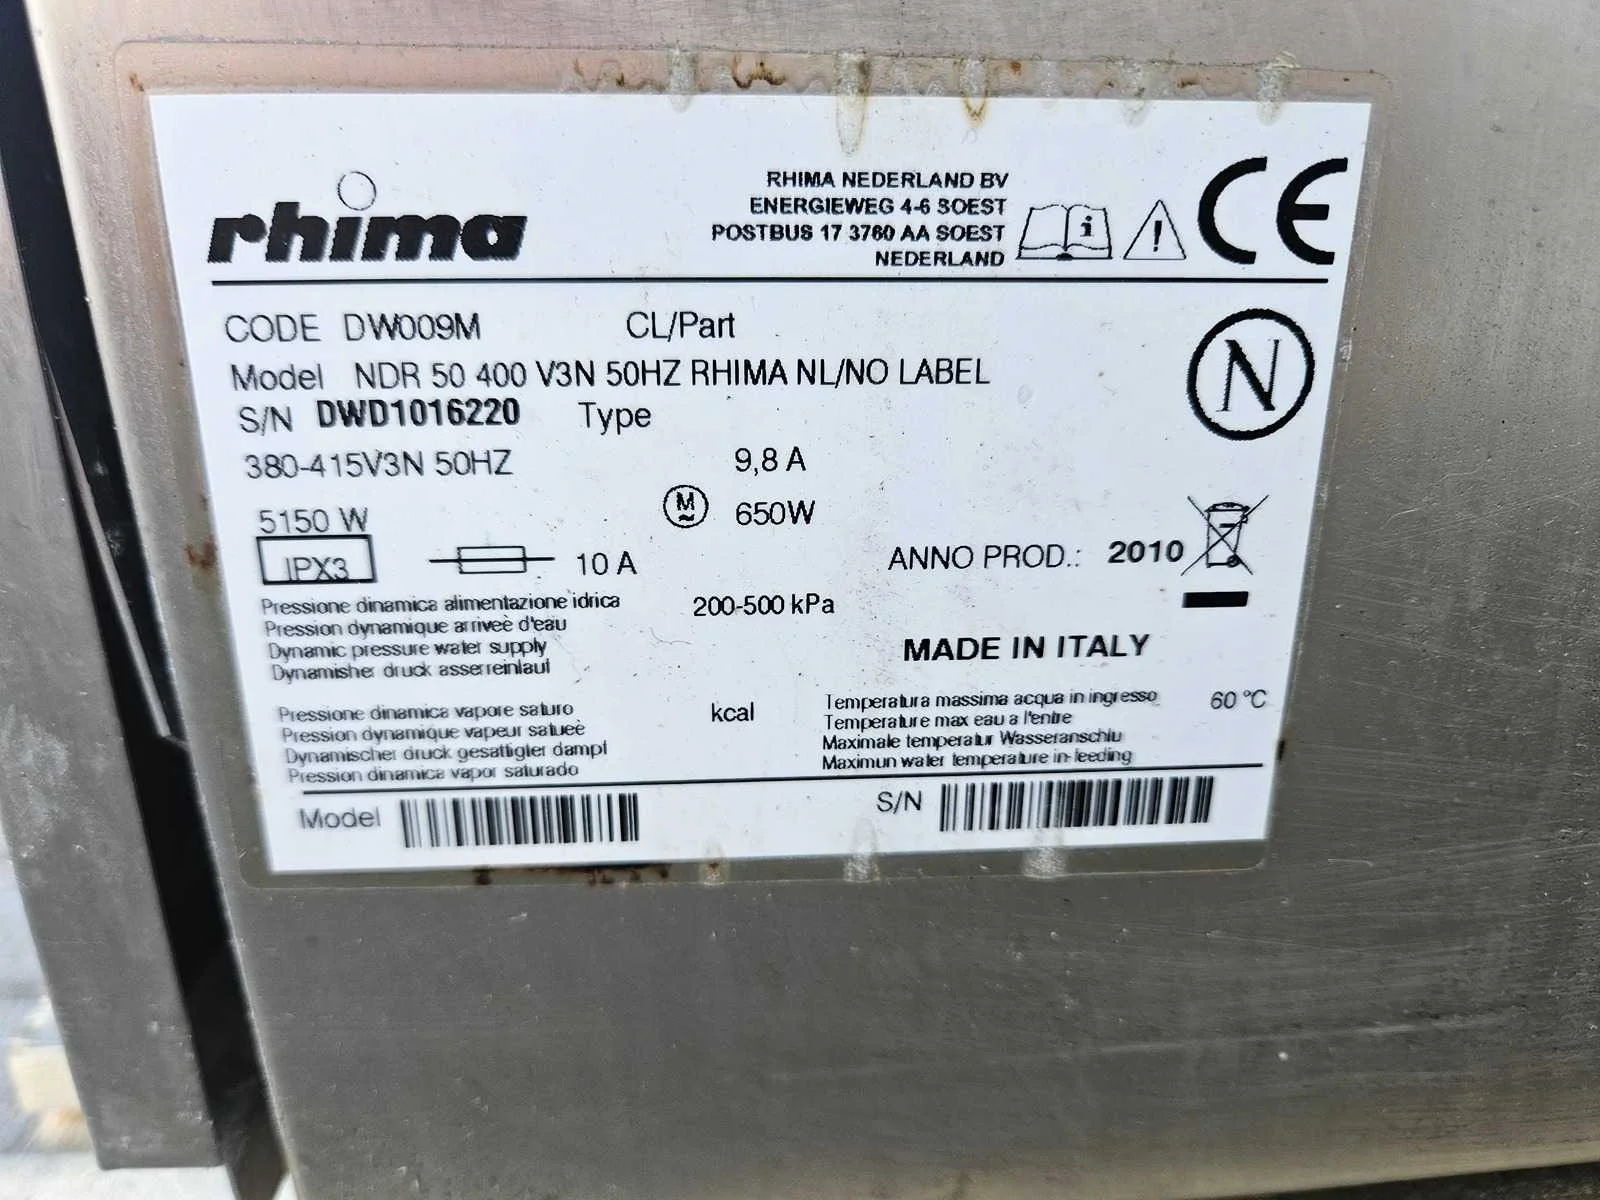 rhima
RHIMA NEDERLAND BV
ENERGIEWEG 4-6 SOEST
POSTBUS 17 3760 AA SOEST
NEDERLAND
CE
CODE DW009M CL/Part
Model NDR 50 400 V3N 50HZ RHIMA NL/NO LABEL
N
S/N DWD1016220 Type
380-415V3N 50HZ 9,8 A
5150 W M 650W
IPX3 10 A
ANNO PROD.: 2010
Pressione dinamica alimentazione idrica 200-500 kPa
Pression dynamique arriveè d'eau
Dynamic pressure water supply
Dynamisher druck asserreinlauf
MADE IN ITALY
Pressione dinamica vapore saturo kcal
Pression dynamique vapeur satueè
Dynamischer druck gesattigler dampf
Pression dinamica vapor saturado
Temperatura massima acqua in ingresso 60 °C
Temperature max eau a l'entre
Maximale temperatur Wasseranschlu
Maximun water temperature in-feeding
Model S/N